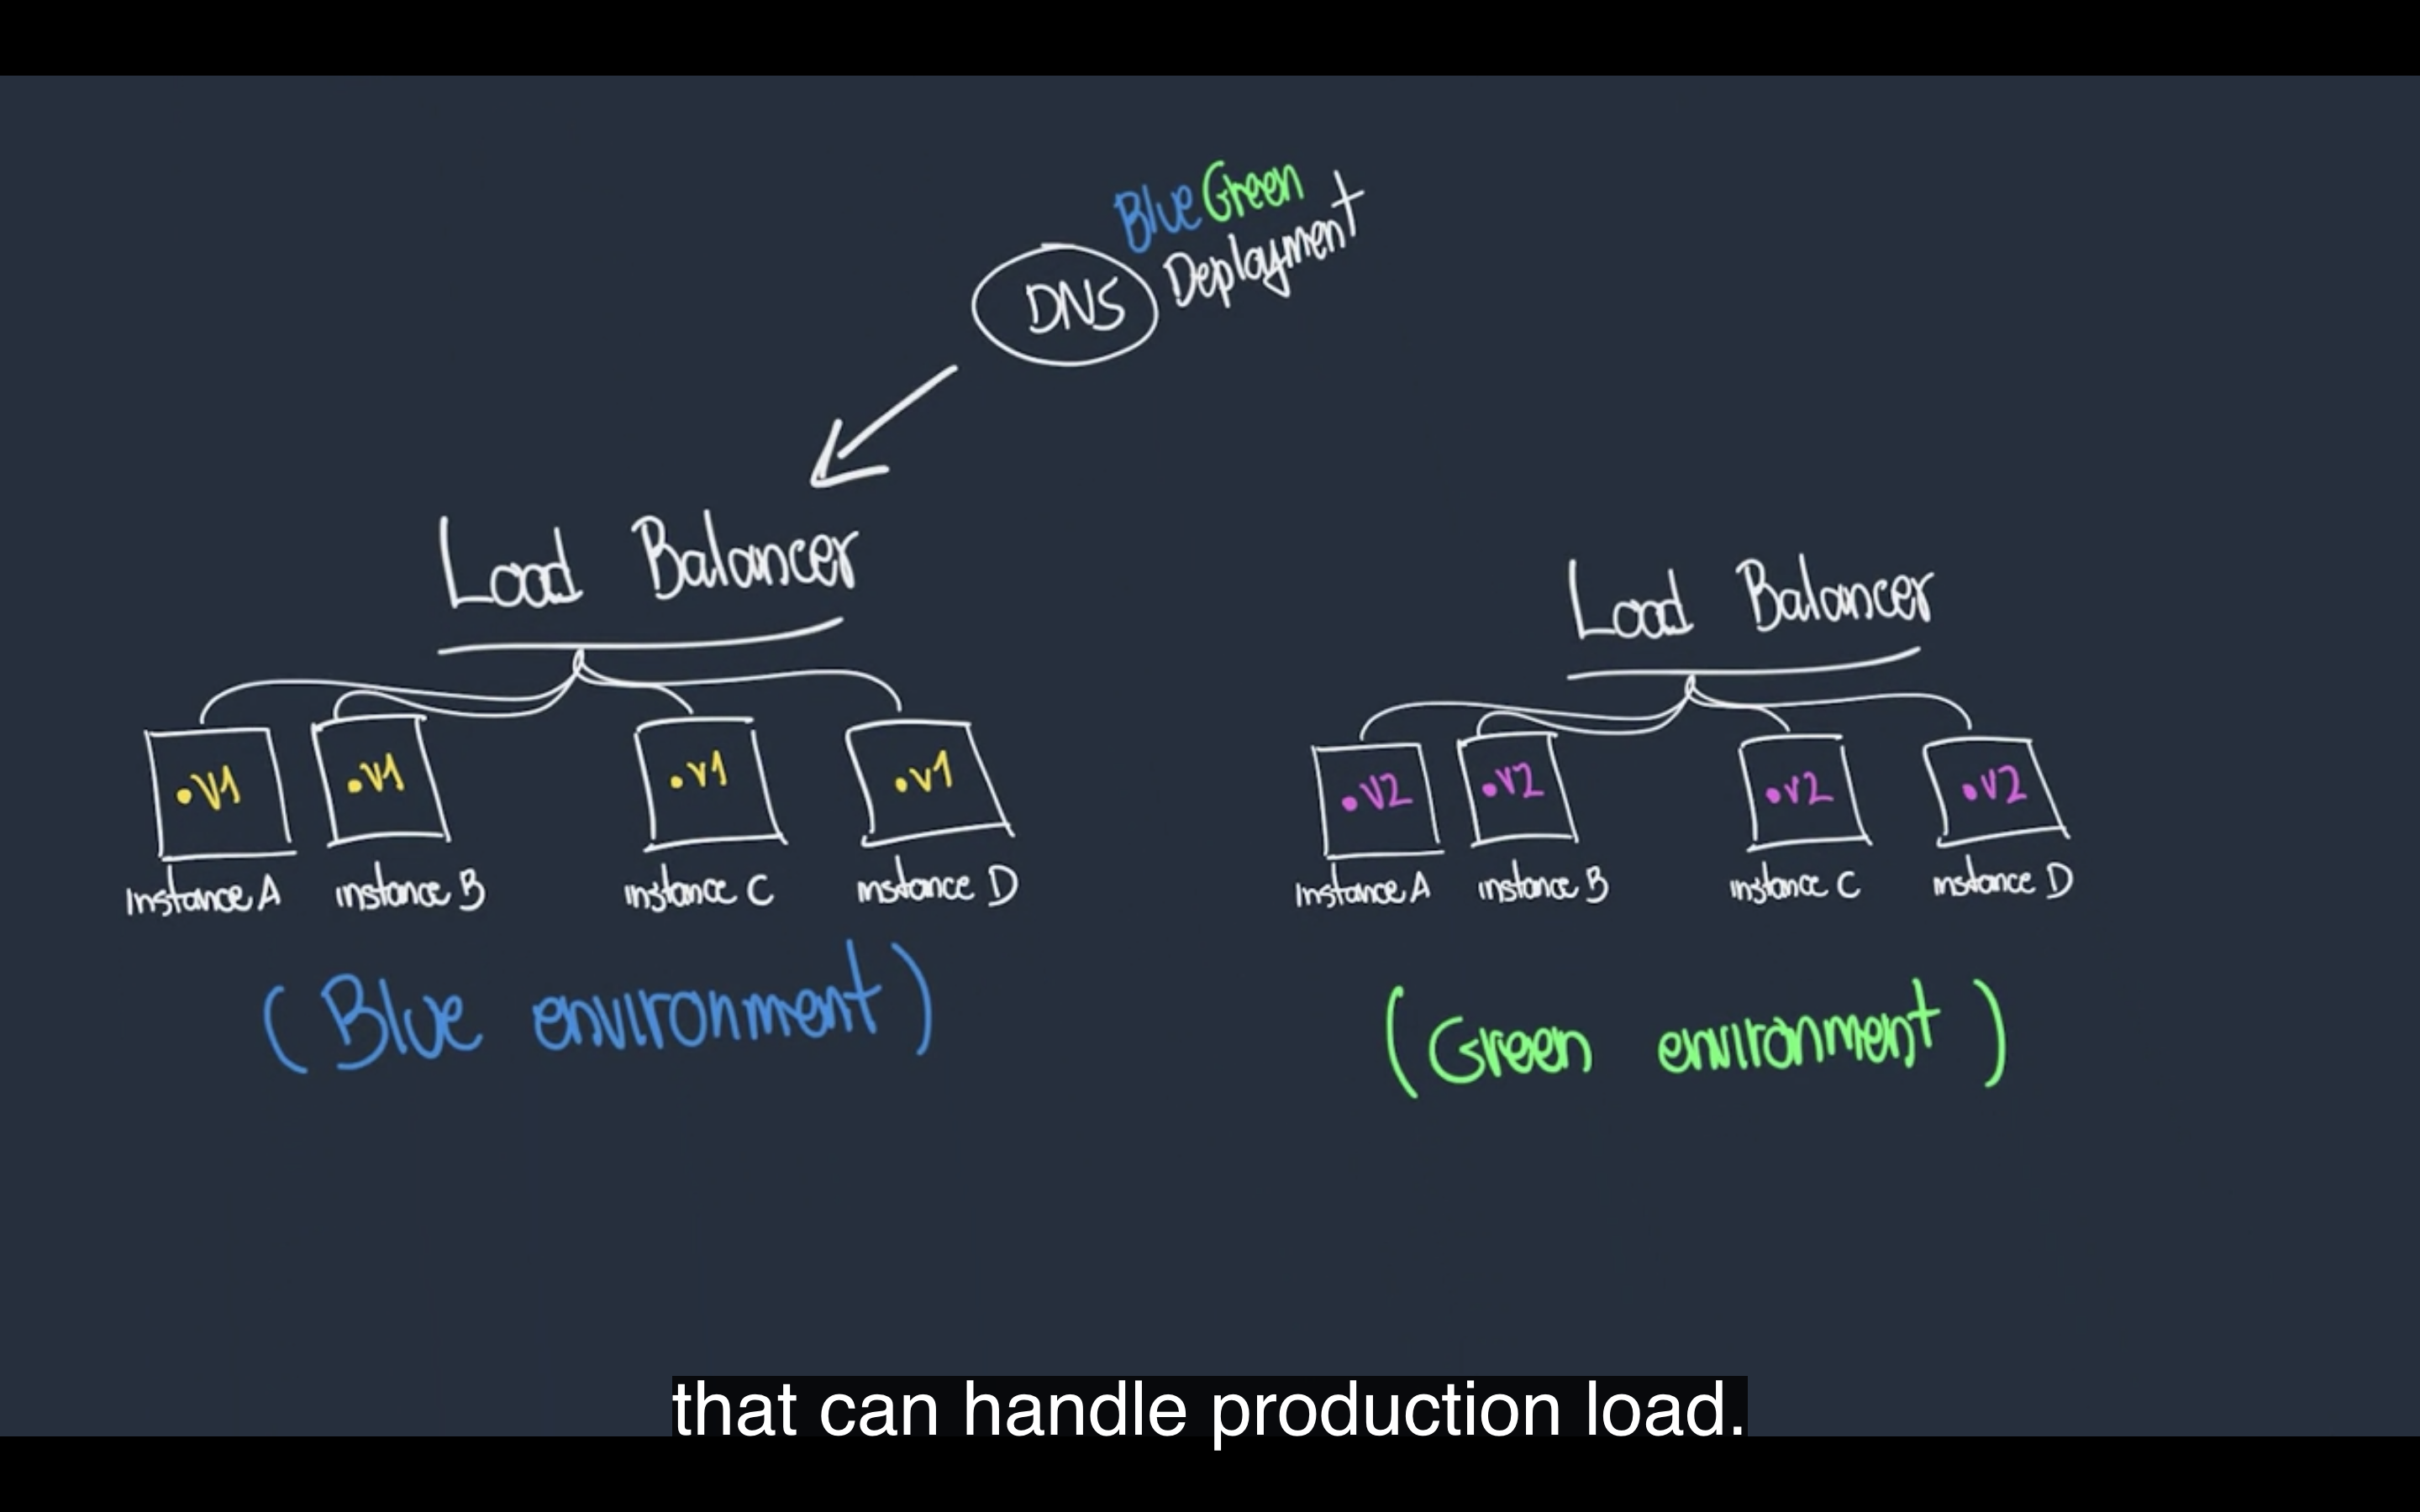 Blue Green
Deployment
DNS
Load Balancer
Load Balancer
•V1 •V1 •V1 •V1
•V2 •V2 •V2 •V2
Instance A instance B instance C instance D
Instance A instance B instance C instance D
(Blue environment)
(Green environment)
that can handle production load.